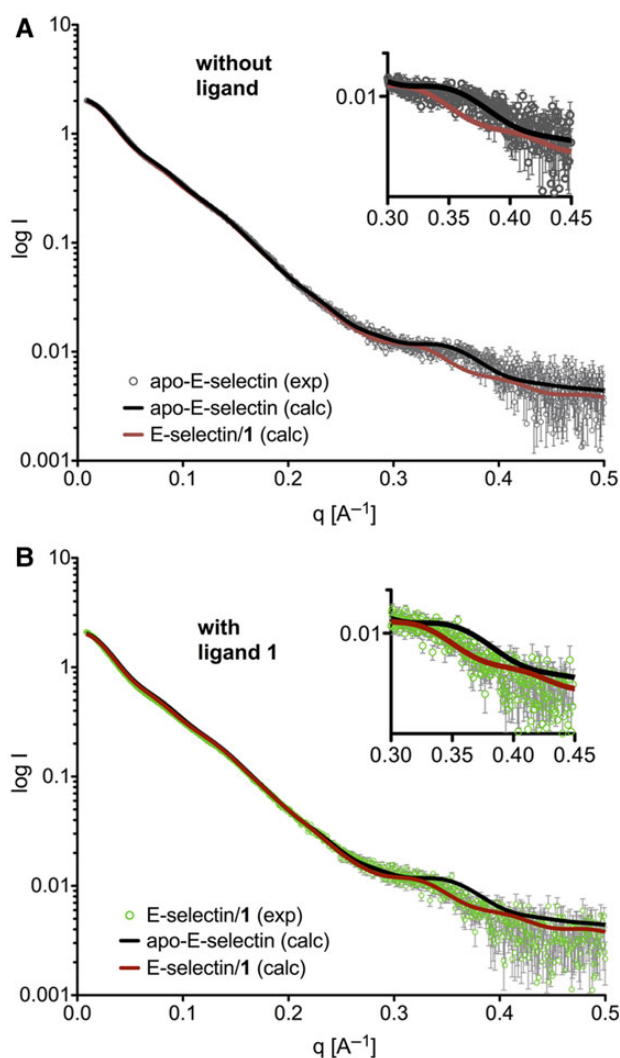 A
10
1
0.1
0.01
0.001
log I
without
ligand
0.01
0.30 0.35 0.40 0.45
apo-E-selectin (exp)
apo-E-selectin (calc)
E-selectin/1 (calc)
0.0 0.1 0.2 0.3 0.4 0.5
q [A⁻¹]
B
10
1
0.1
0.01
0.001
log I
with
ligand 1
0.01
0.30 0.35 0.40 0.45
E-selectin/1 (exp)
apo-E-selectin (calc)
E-selectin/1 (calc)
0.0 0.1 0.2 0.3 0.4 0.5
q [A⁻¹]